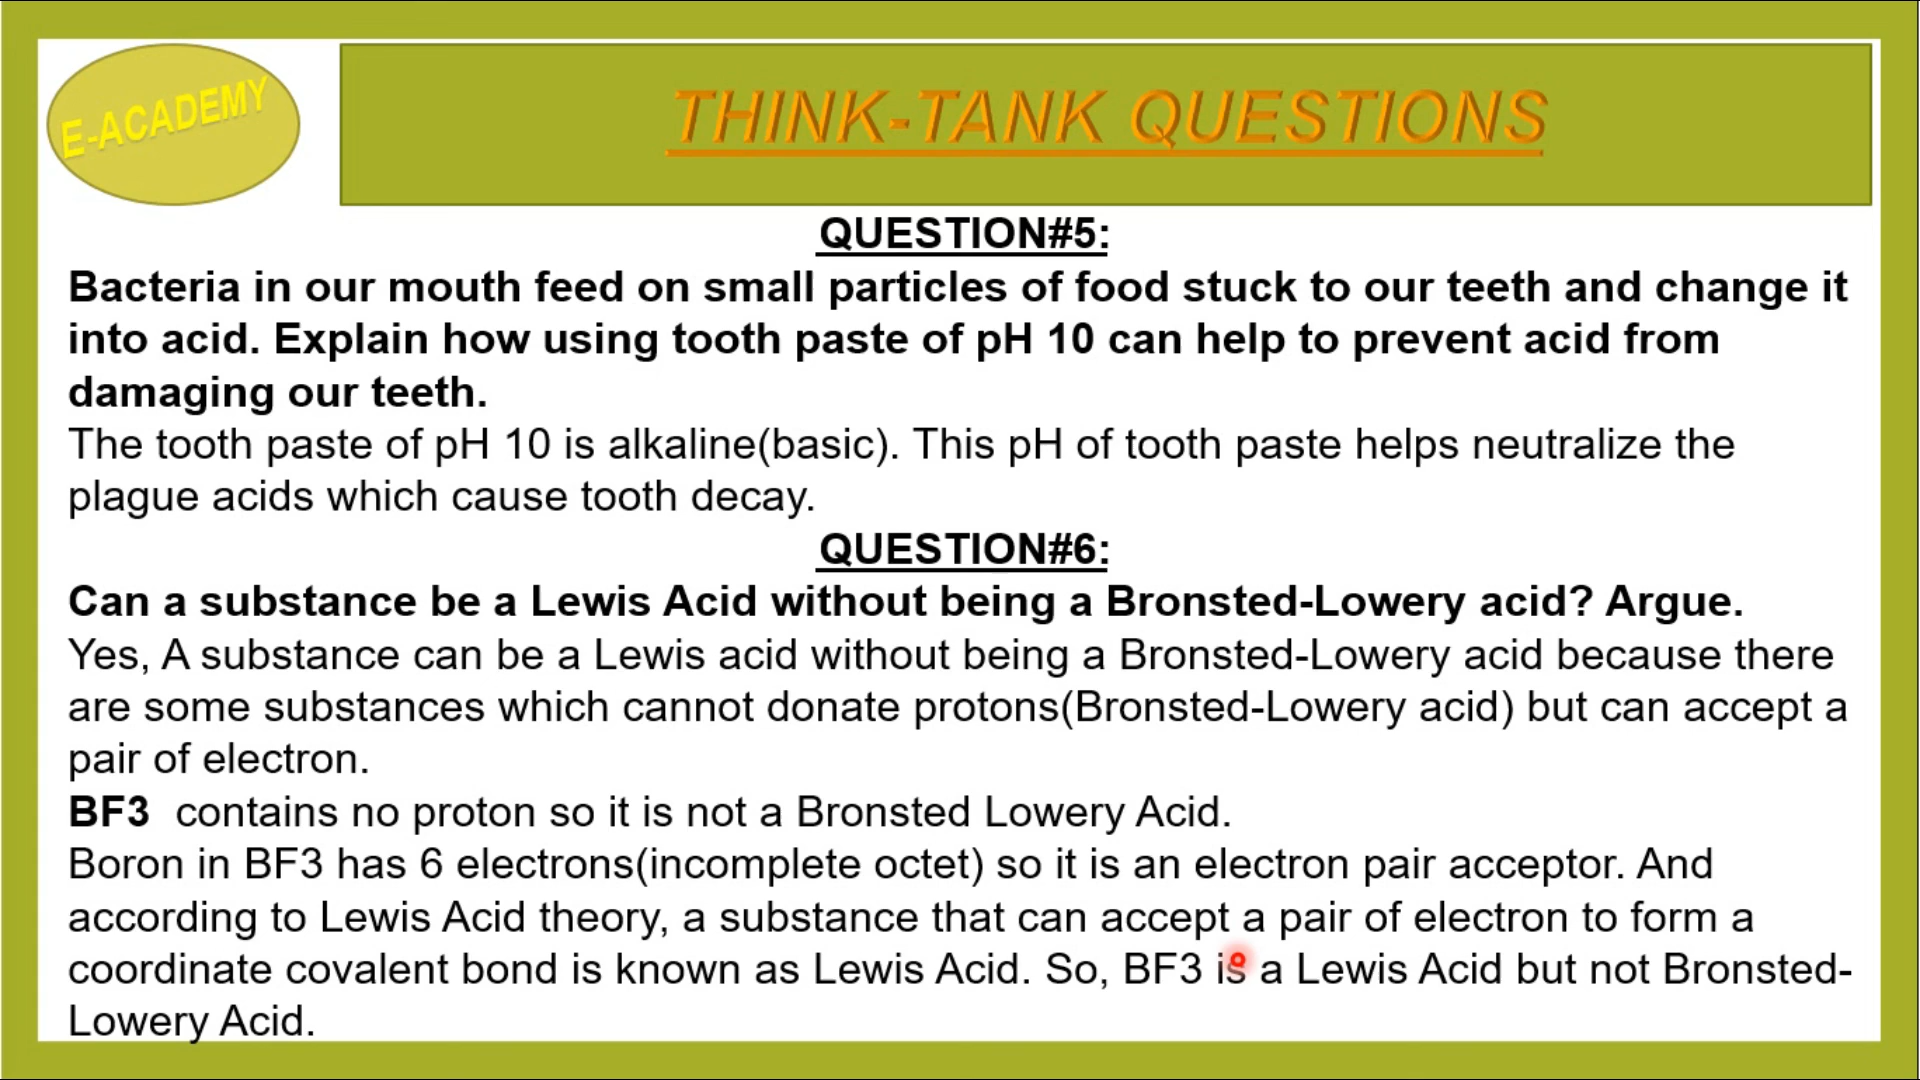 E-ACADEMY
THINK-TANK QUESTIONS
QUESTION#5:
Bacteria in our mouth feed on small particles of food stuck to our teeth and change it
into acid. Explain how using tooth paste of pH 10 can help to prevent acid from
damaging our teeth.
The tooth paste of pH 10 is alkaline(basic). This pH of tooth paste helps neutralize the
plague acids which cause tooth decay.
QUESTION#6:
Can a substance be a Lewis Acid without being a Bronsted-Lowery acid? Argue.
Yes, A substance can be a Lewis acid without being a Bronsted-Lowery acid because there
are some substances which cannot donate protons(Bronsted-Lowery acid) but can accept a
pair of electron.
BF3 contains no proton so it is not a Bronsted Lowery Acid.
Boron in BF3 has 6 electrons(incomplete octet) so it is an electron pair acceptor. And
according to Lewis Acid theory, a substance that can accept a pair of electron to form a
coordinate covalent bond is known as Lewis Acid. So, BF3 is a Lewis Acid but not Bronsted-
Lowery Acid.